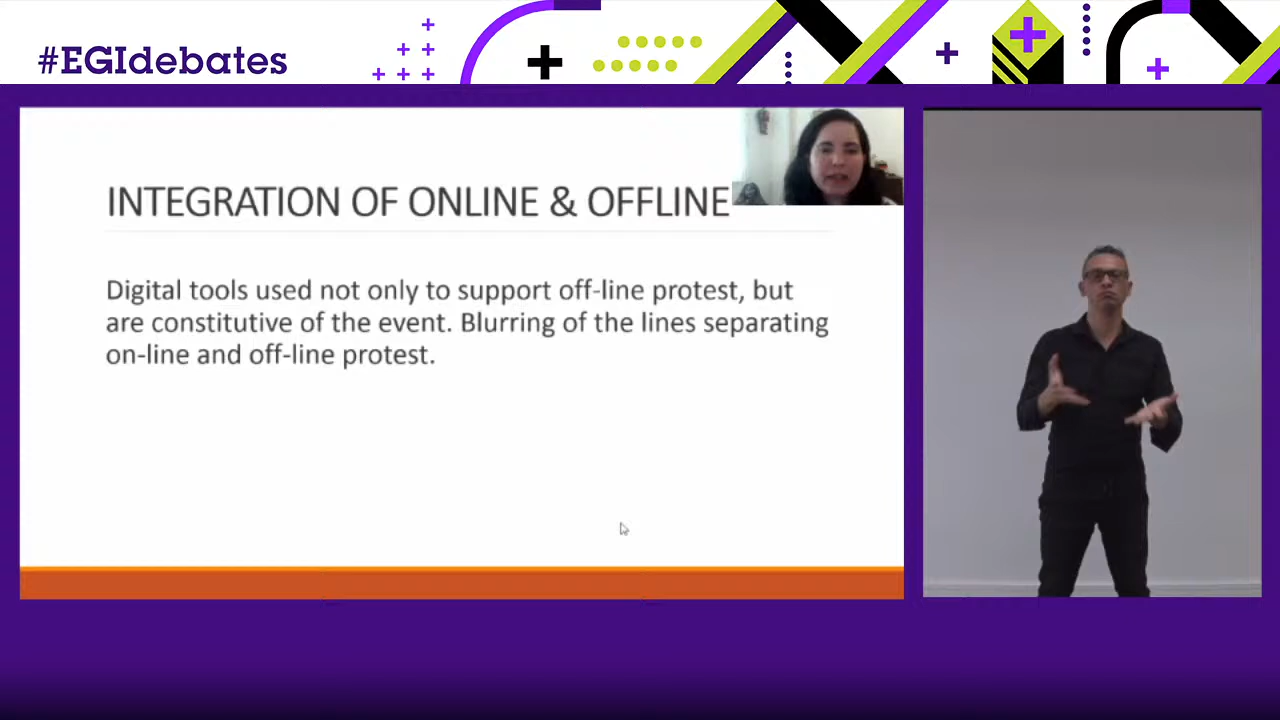 #EGIdebates
INTEGRATION OF ONLINE & OFFLINE
Digital tools used not only to support off-line protest, but
are constitutive of the event. Blurring of the lines separating
on-line and off-line protest.